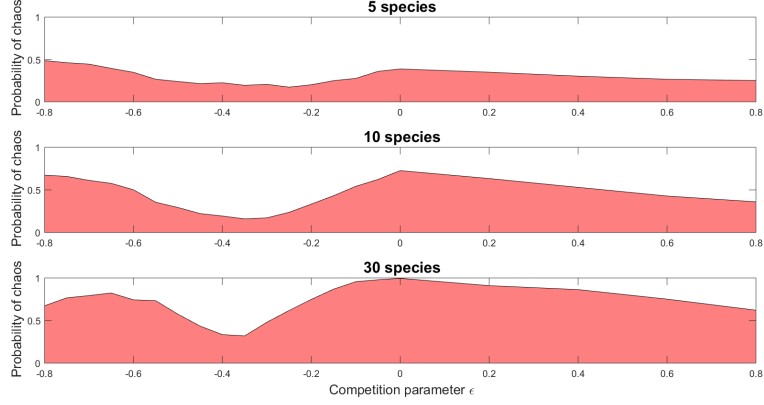 5 species
Probability of chaos
1
0.5
0
-0.8 -0.6 -0.4 -0.2 0 0.2 0.4 0.6 0.8
10 species
Probability of chaos
1
0.5
0
-0.8 -0.6 -0.4 -0.2 0 0.2 0.4 0.6 0.8
30 species
Probability of chaos
1
0.5
0
-0.8 -0.6 -0.4 -0.2 0 0.2 0.4 0.6 0.8
Competition parameter ϵ